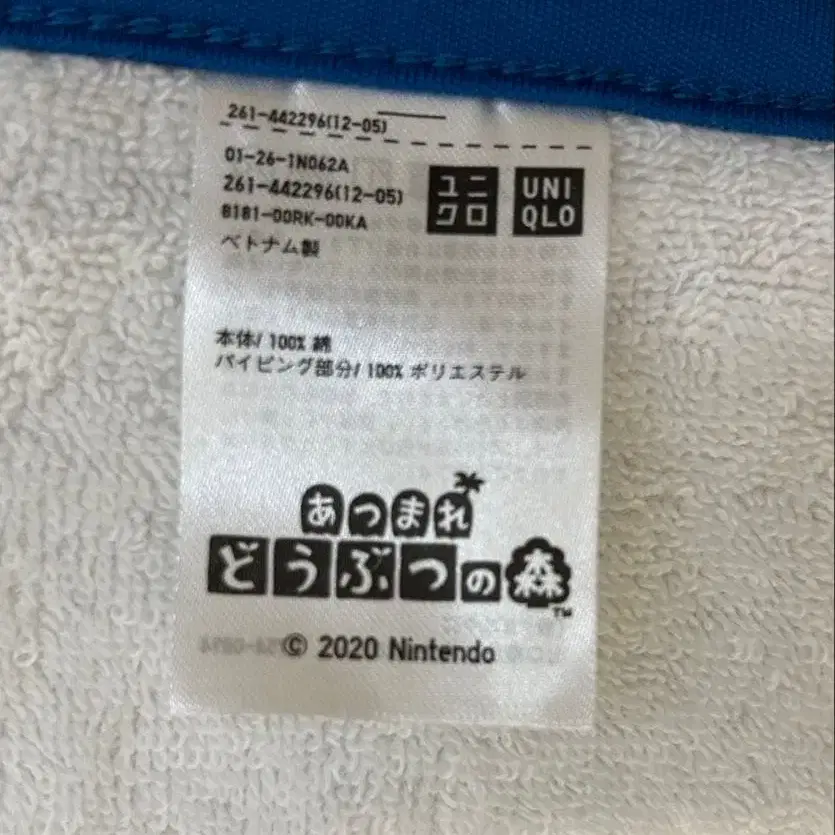 261-442296(12-05)
01-26-1N062A
261-442296(12-05)
8181-00RK-00KA
ベトナム製
ユニ
クロ
UNI
QLO
本体/ 100% 綿
パイピング部分/ 100% ポリエステル
あつまれ
どうぶつの森
TM
© 2020 Nintendo